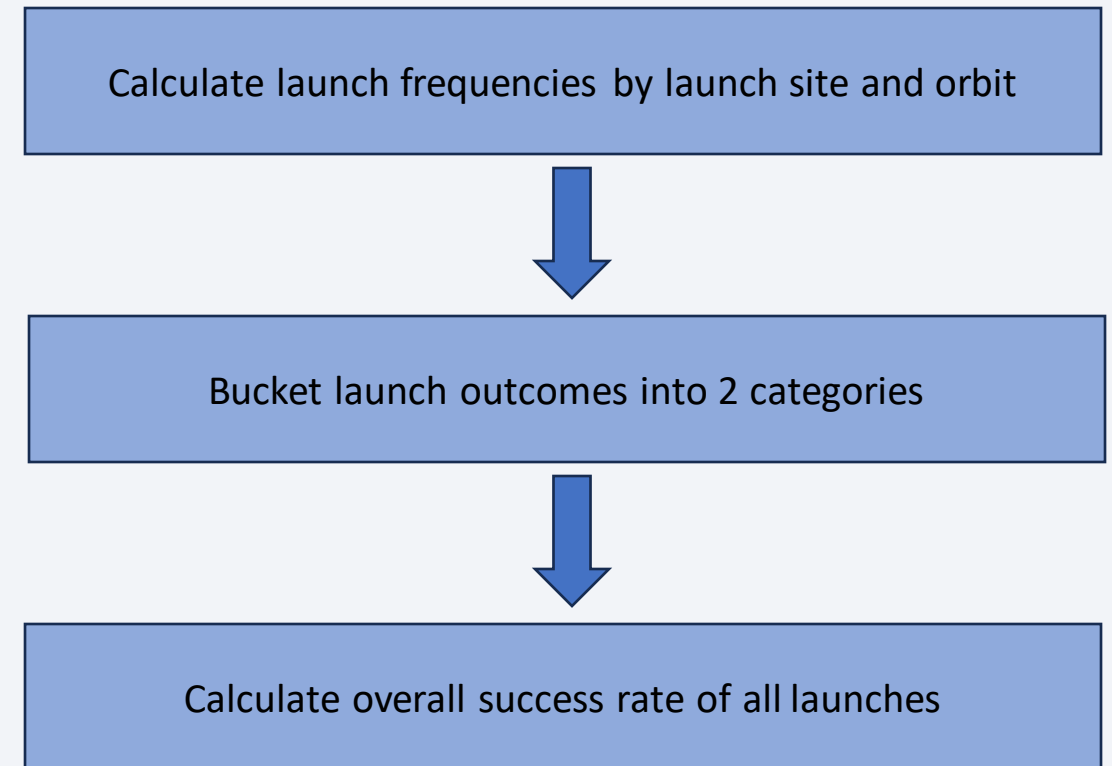 Calculate launch frequencies by launch site and orbit
Bucket launch outcomes into 2 categories
Calculate overall success rate of all launches